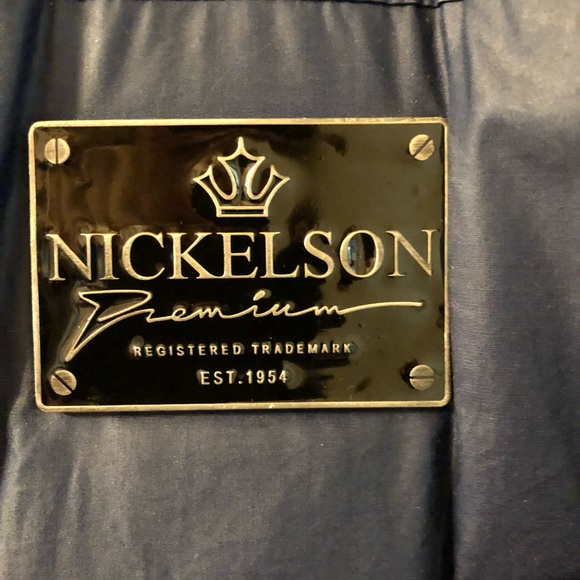 NICKELSON
Premium
REGISTERED TRADEMARK
EST.1954